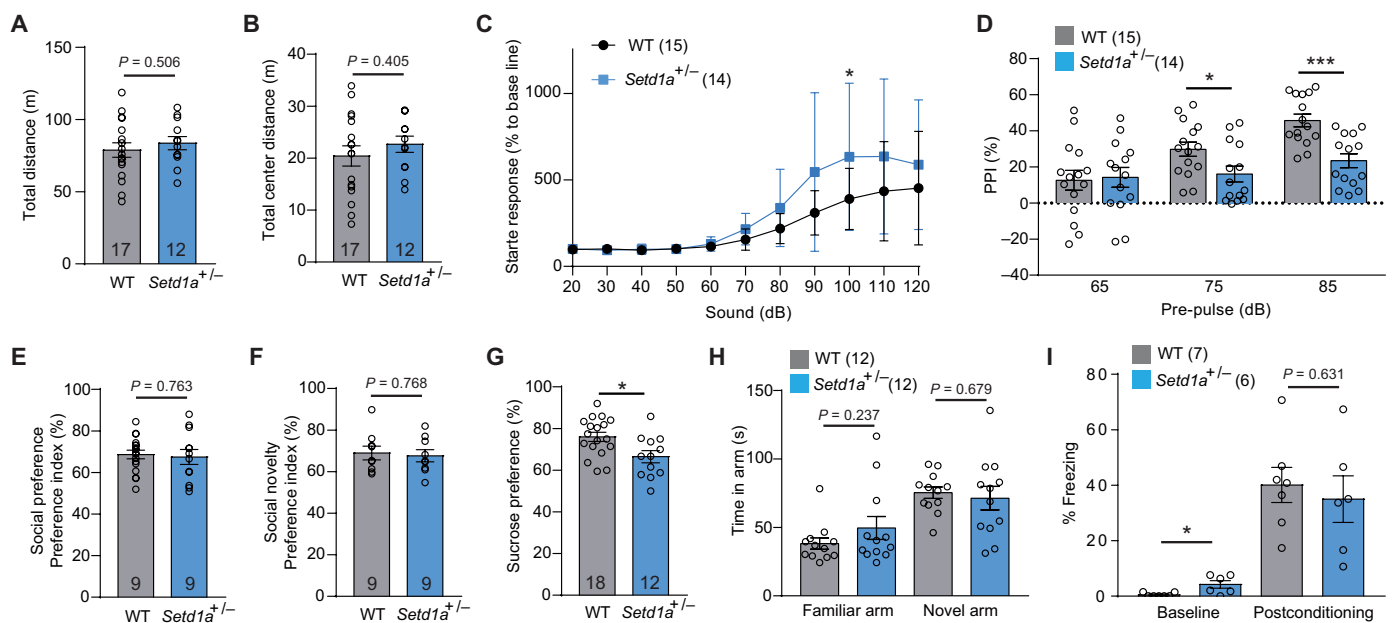 A
Total distance (m)
150
100
50
0
P = 0.506
17
12
WT
Setd1a+/–
B
Total center distance (m)
40
30
20
10
0
P = 0.405
17
12
WT
Setd1a+/–
C
WT (15)
Setd1a+/– (14)
Starte response (% to base line)
1000
500
0
*
20 30 40 50 60 70 80 90 100 110 120
Sound (dB)
D
WT (15)
Setd1a+/– (14)
PPI (%)
100
80
60
40
20
0
–20
–40
*
***
65
75
85
Pre-pulse (dB)
E
Social preference
Preference index (%)
100
80
60
40
20
0
P = 0.763
9
9
WT
Setd1a+/–
F
Social novelty
Preference index (%)
100
80
60
40
20
0
P = 0.768
9
9
WT
Setd1a+/–
G
Sucrose preference (%)
100
80
60
40
20
0
*
18
12
WT
Setd1a+/–
H
WT (12)
Setd1a+/– (12)
Time in arm (s)
150
100
50
0
P = 0.237
P = 0.679
Familiar arm
Novel arm
I
WT (7)
Setd1a+/– (6)
% Freezing
80
60
40
20
0
*
P = 0.631
Baseline
Postconditioning